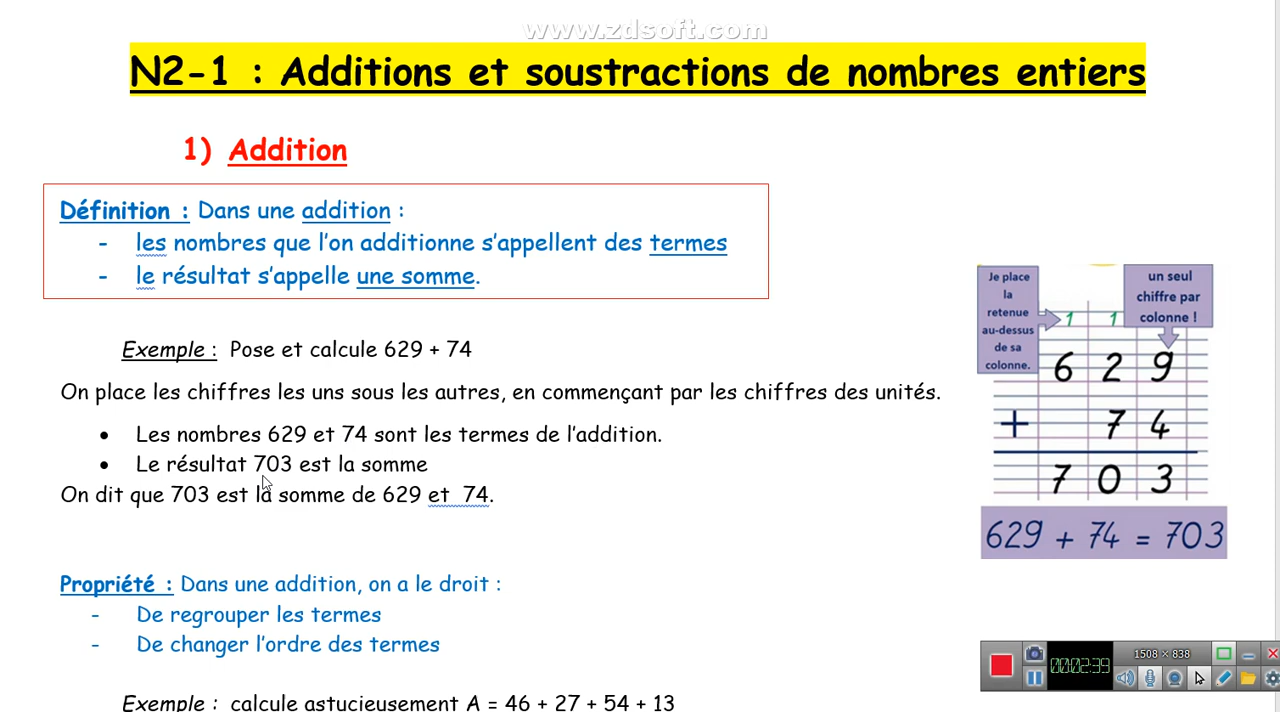 www.zdsoft.com
N2-1 : Additions et soustractions de nombres entiers
1) Addition
Définition : Dans une addition :
- les nombres que l'on additionne s'appellent des termes
- le résultat s'appelle une somme.
Exemple : Pose et calcule 629 + 74
On place les chiffres les uns sous les autres, en commençant par les chiffres des unités.
• Les nombres 629 et 74 sont les termes de l'addition.
• Le résultat 703 est la somme
On dit que 703 est la somme de 629 et 74.
Propriété : Dans une addition, on a le droit :
- De regrouper les termes
- De changer l'ordre des termes
Exemple : calcule astucieusement A = 46 + 27 + 54 + 13
Je place
la
retenue
au-dessus
de sa
colonne.
un seul
chiffre par
colonne !
1 1
6 2 9
+ 7 4
7 0 3
629 + 74 = 703
1508 × 838
00:02:39